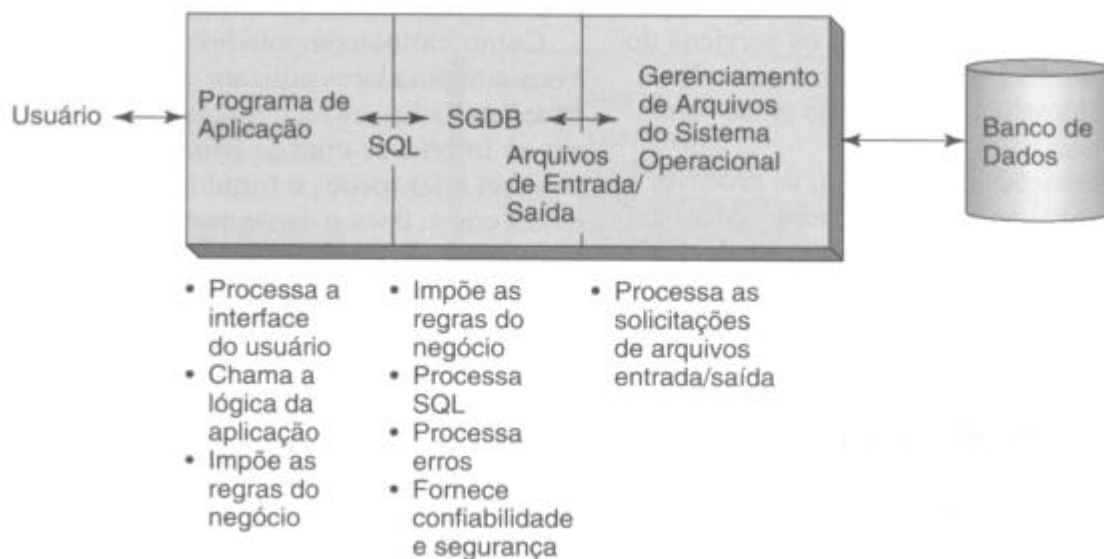 Usuário
Programa de
Aplicação
SQL
SGDB
Arquivos
de Entrada/
Saída
Gerenciamento
de Arquivos
do Sistema
Operacional
Banco de
Dados
• Processa a
interface
do usuário
• Chama a
lógica da
aplicação
• Impõe as
regras do
negócio
• Impõe as
regras do
negócio
• Processa
SQL
• Processa
erros
• Fornece
confiabilidade
e segurança
• Processa as
solicitações
de arquivos
entrada/saída